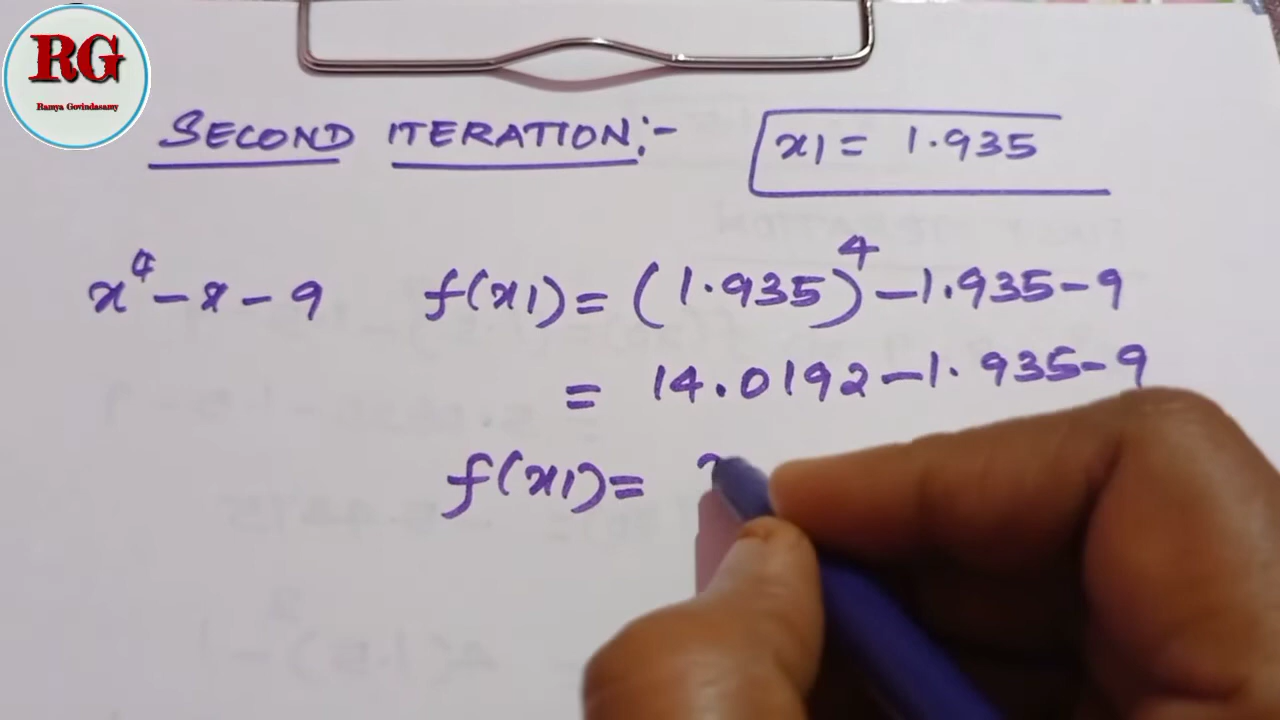 RG
Ramya Govindasamy
SECOND ITERATION:- x1 = 1.935
x⁴-x-9 f(x1) = (1.935)⁴-1.935-9
= 14.0192-1.935-9
f(x1) =